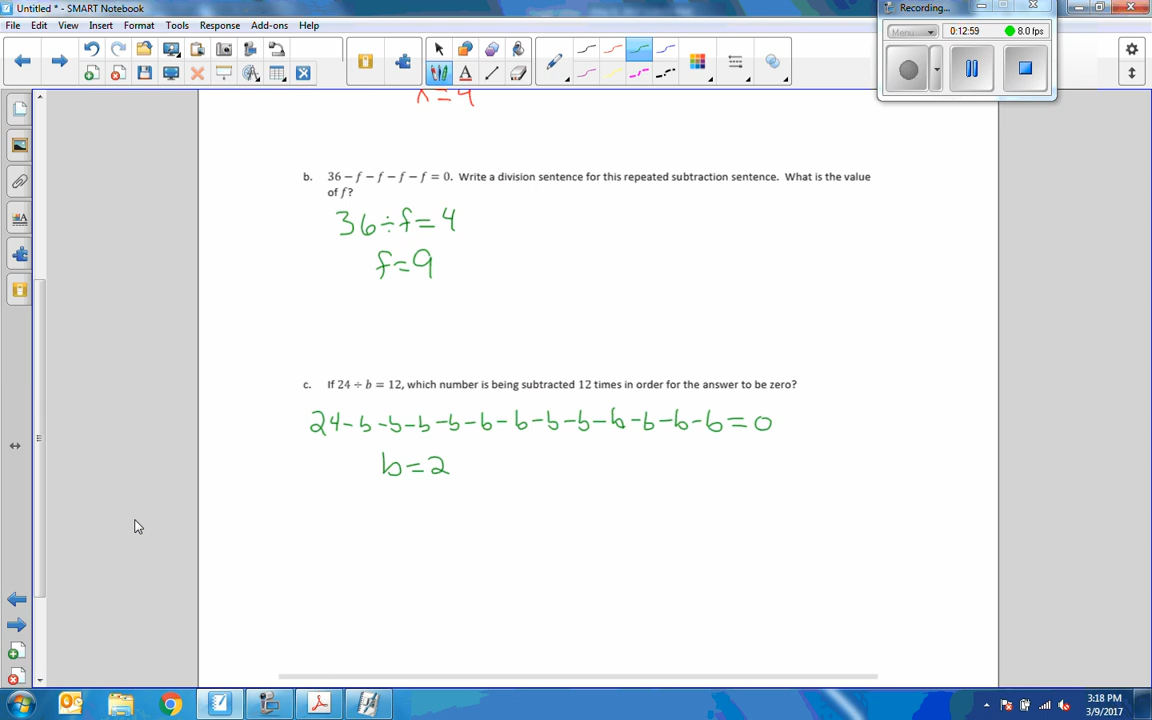 Untitled * - SMART Notebook
Recording...
File Edit View Insert Format Tools Response Add-ons Help
Menu
0:12:59
8.0 fps
b. 36 − f − f − f − f = 0. Write a division sentence for this repeated subtraction sentence. What is the value
of f?
36÷f=4
f=9
c. If 24 ÷ b = 12, which number is being subtracted 12 times in order for the answer to be zero?
24-b-b-b-b-b-b-b-b-b-b-b-b=0
b=2
3:18 PM
3/9/2017